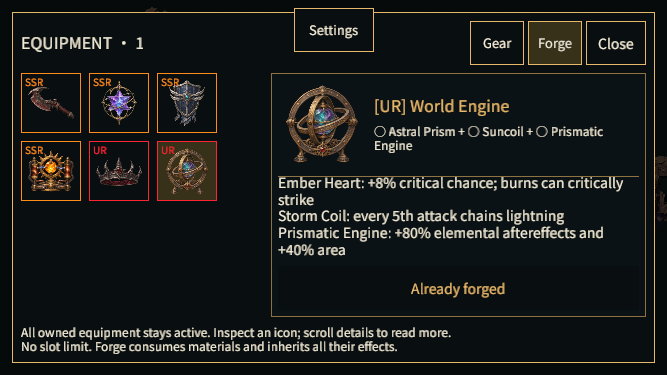 Settings
EQUIPMENT · 1
Gear
Forge
Close
SSR
SSR
SSR
SSR
UR
UR
[UR] World Engine
○ Astral Prism + ○ Suncoil + ○ Prismatic
Engine
Ember Heart: +8% critical chance; burns can critically
strike
Storm Coil: every 5th attack chains lightning
Prismatic Engine: +80% elemental aftereffects and
+40% area
Already forged
All owned equipment stays active. Inspect an icon; scroll details to read more.
No slot limit. Forge consumes materials and inherits all their effects.